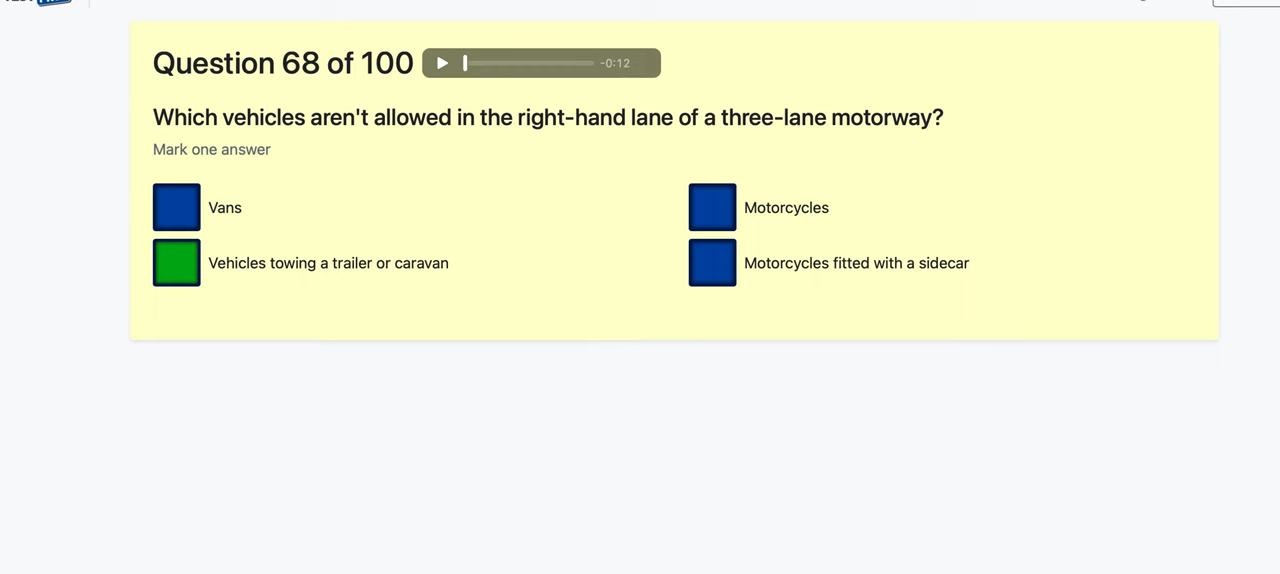 Question 68 of 100
-0:12
Which vehicles aren't allowed in the right-hand lane of a three-lane motorway?
Mark one answer
Vans
Motorcycles
Vehicles towing a trailer or caravan
Motorcycles fitted with a sidecar